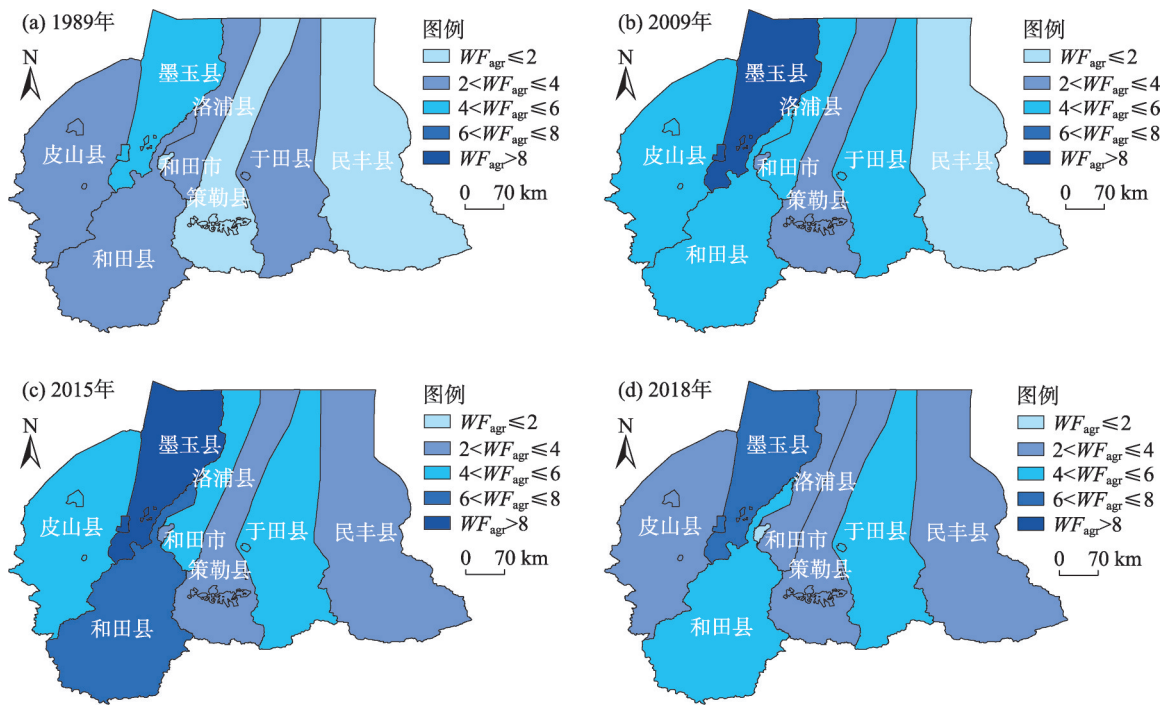 (a) 1989年
N
墨玉县
洛浦县
皮山县
和田市
于田县
民丰县
策勒县
和田县
图例
WFagr≤2
2<WFagr≤4
4<WFagr≤6
6<WFagr≤8
WFagr>8
0 70 km
(b) 2009年
N
墨玉县
洛浦县
皮山县
和田市
于田县
民丰县
策勒县
和田县
图例
WFagr≤2
2<WFagr≤4
4<WFagr≤6
6<WFagr≤8
WFagr>8
0 70 km
(c) 2015年
N
墨玉县
洛浦县
皮山县
和田市
于田县
民丰县
策勒县
和田县
图例
WFagr≤2
2<WFagr≤4
4<WFagr≤6
6<WFagr≤8
WFagr>8
0 70 km
(d) 2018年
N
墨玉县
洛浦县
皮山县
和田市
于田县
民丰县
策勒县
和田县
图例
WFagr≤2
2<WFagr≤4
4<WFagr≤6
6<WFagr≤8
WFagr>8
0 70 km